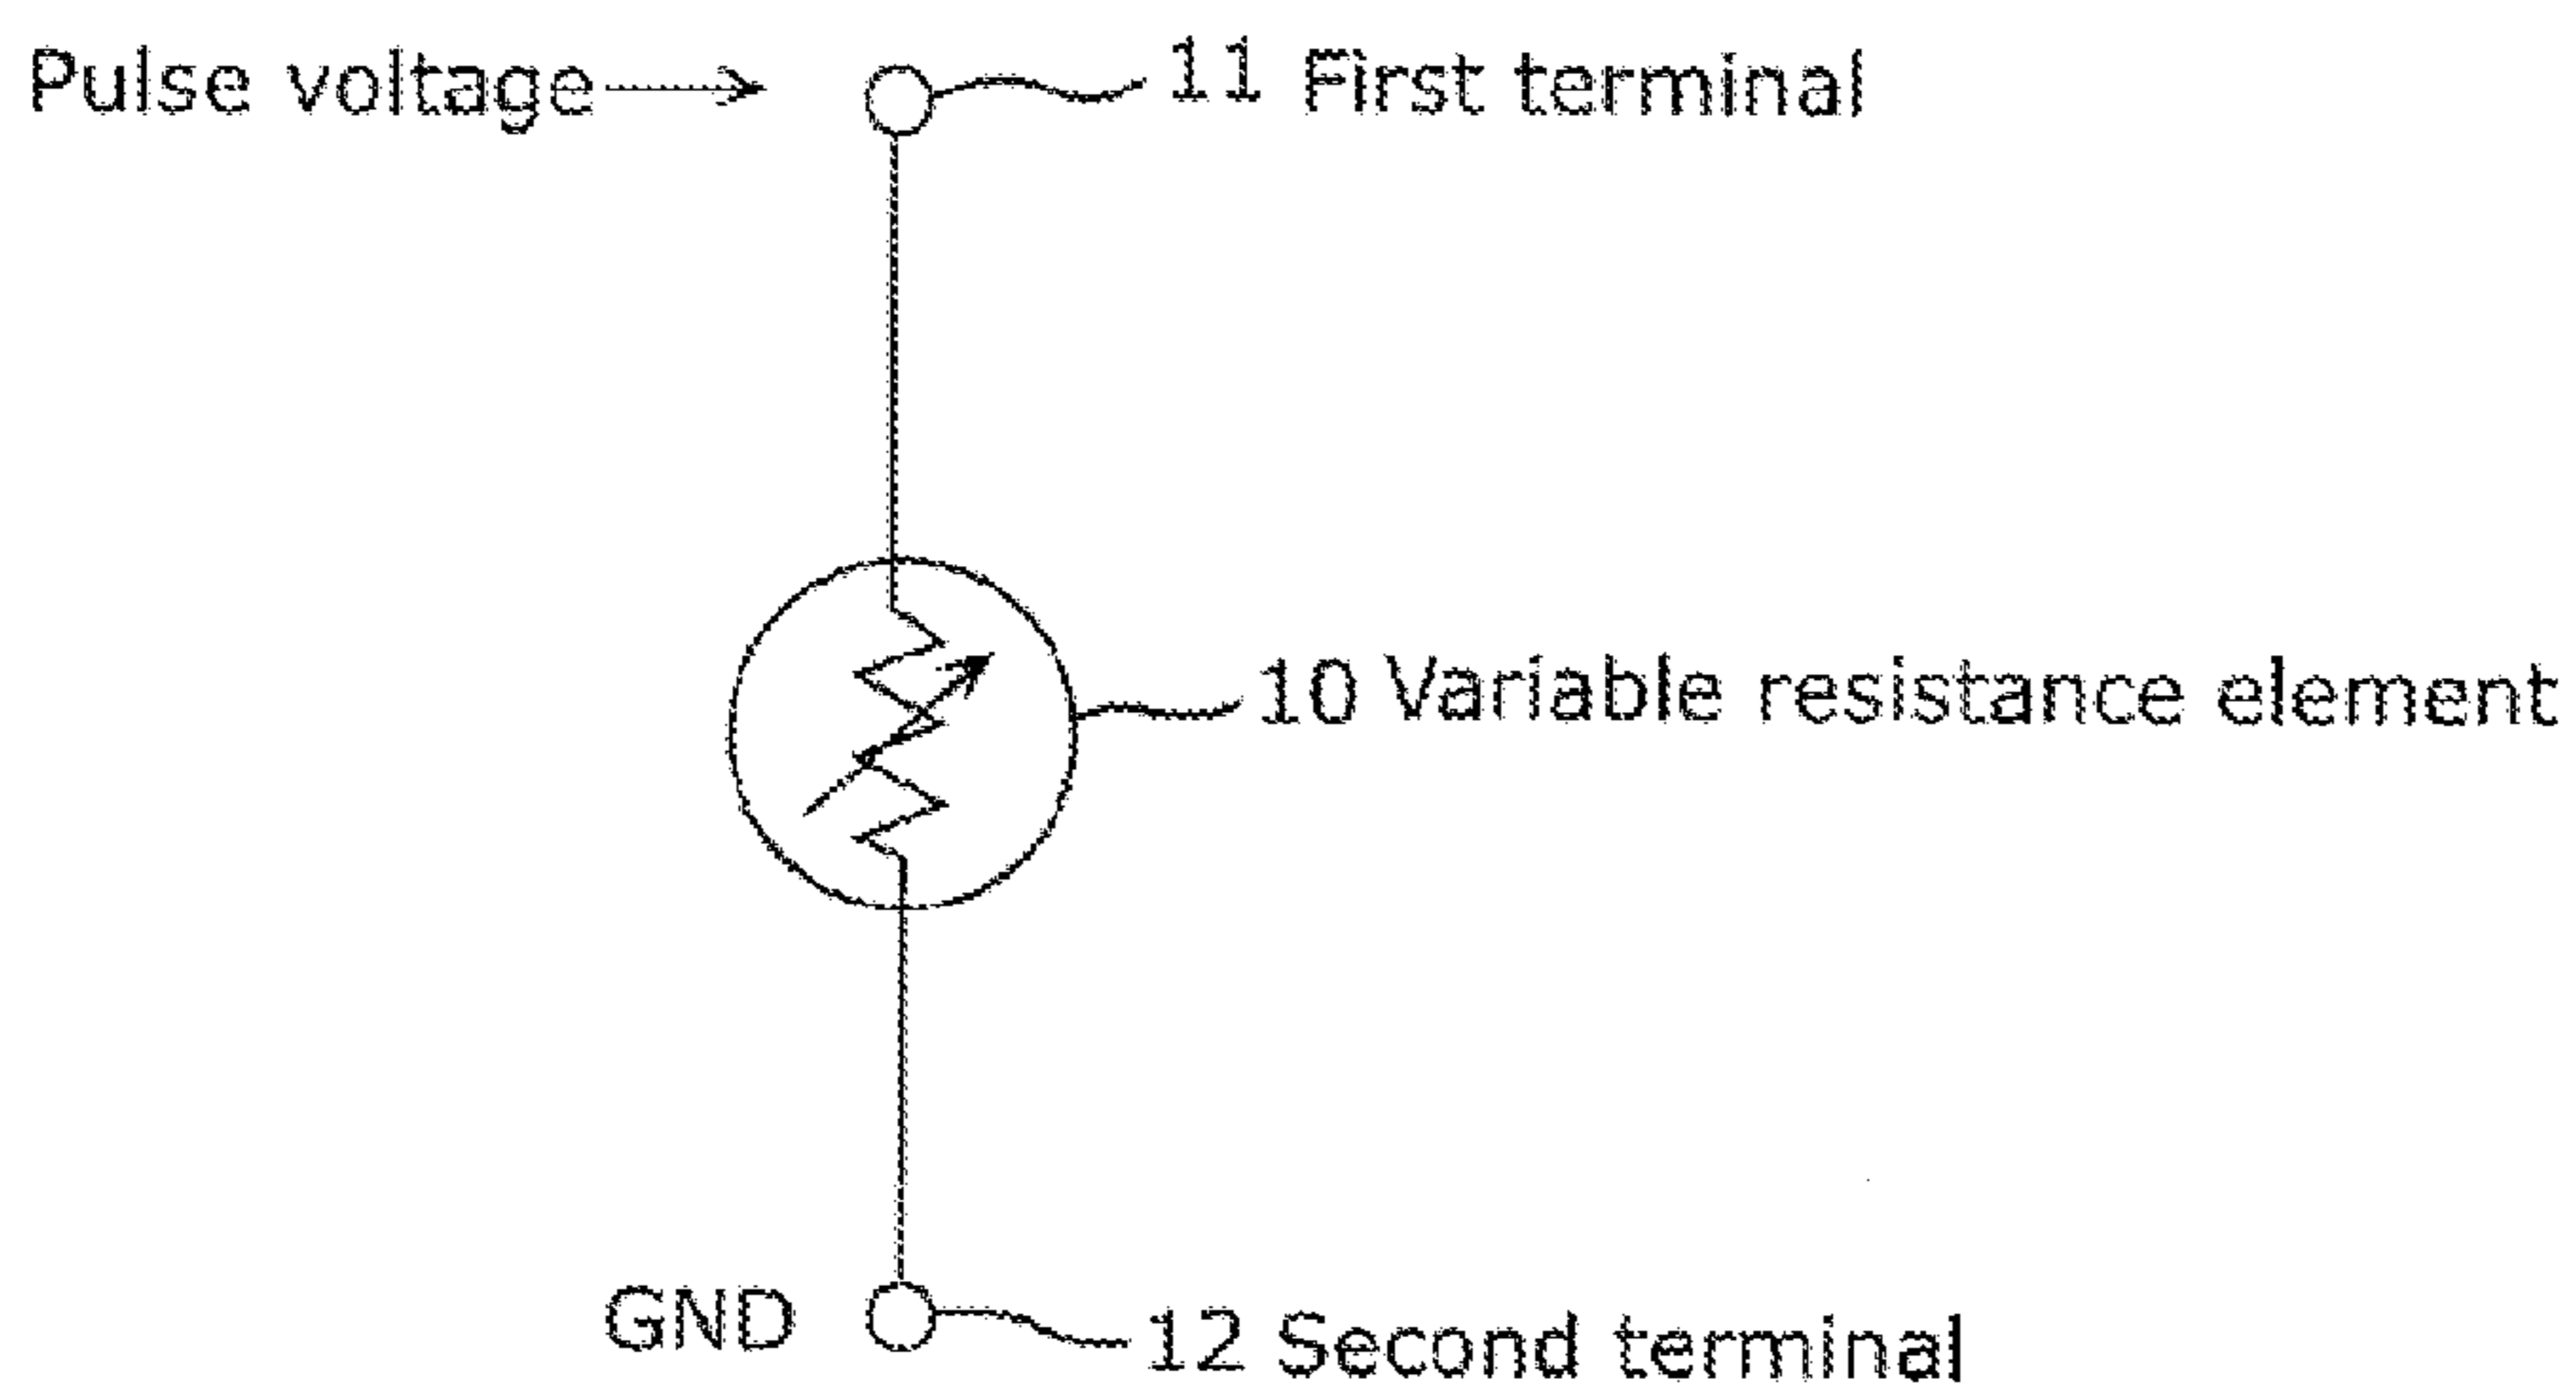 Pulse voltage
11 First terminal
10 Variable resistance element
GND
12 Second terminal